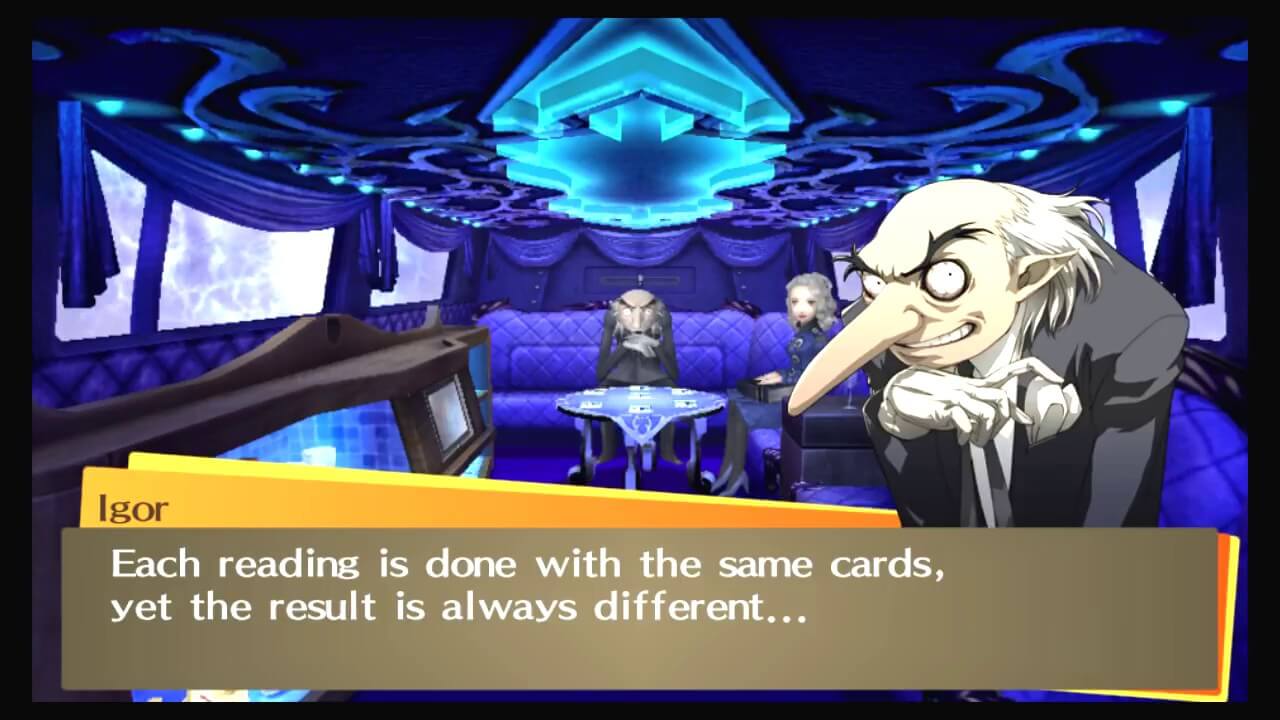 Igor
Each reading is done with the same cards,
yet the result is always different...